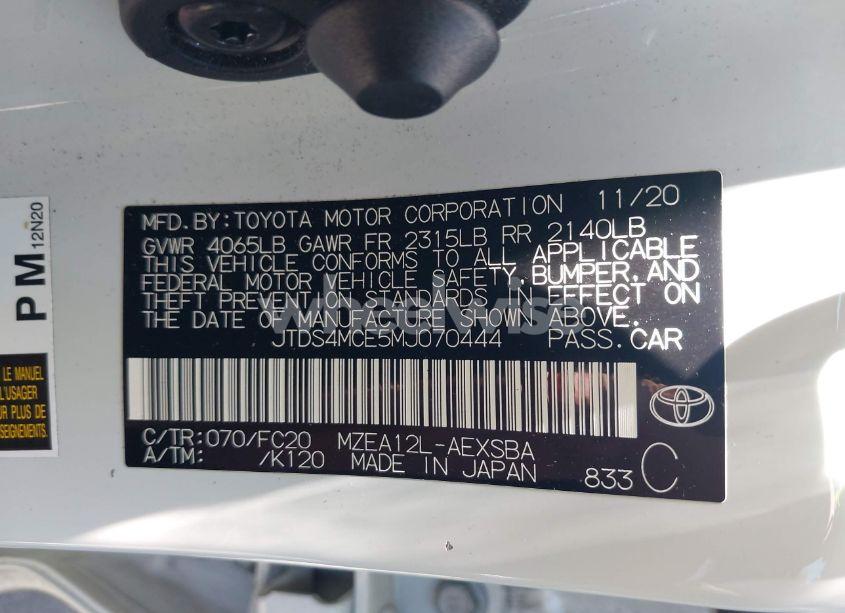 MFD.BY:TOYOTA MOTOR CORPORATION 11/20
GVWR 4065LB GAWR FR 2315LB RR 2140LB
THIS VEHICLE CONFORMS TO ALL APPLICABLE
FEDERAL MOTOR VEHICLE SAFETY, BUMPER, AND
THEFT PREVENTION STANDARDS IN EFFECT ON
THE DATE OF MANUFACTURE SHOWN ABOVE.
JTDS4MCE5MJ070444 PASS.CAR
C/TR:070/FC20 MZEA12L-AEXSBA
A/TM: /K120 MADE IN JAPAN
833 C
PM 12N20
LE MANUEL
L'USAGER
UR PLUS DE
SEIGNEMENTS.